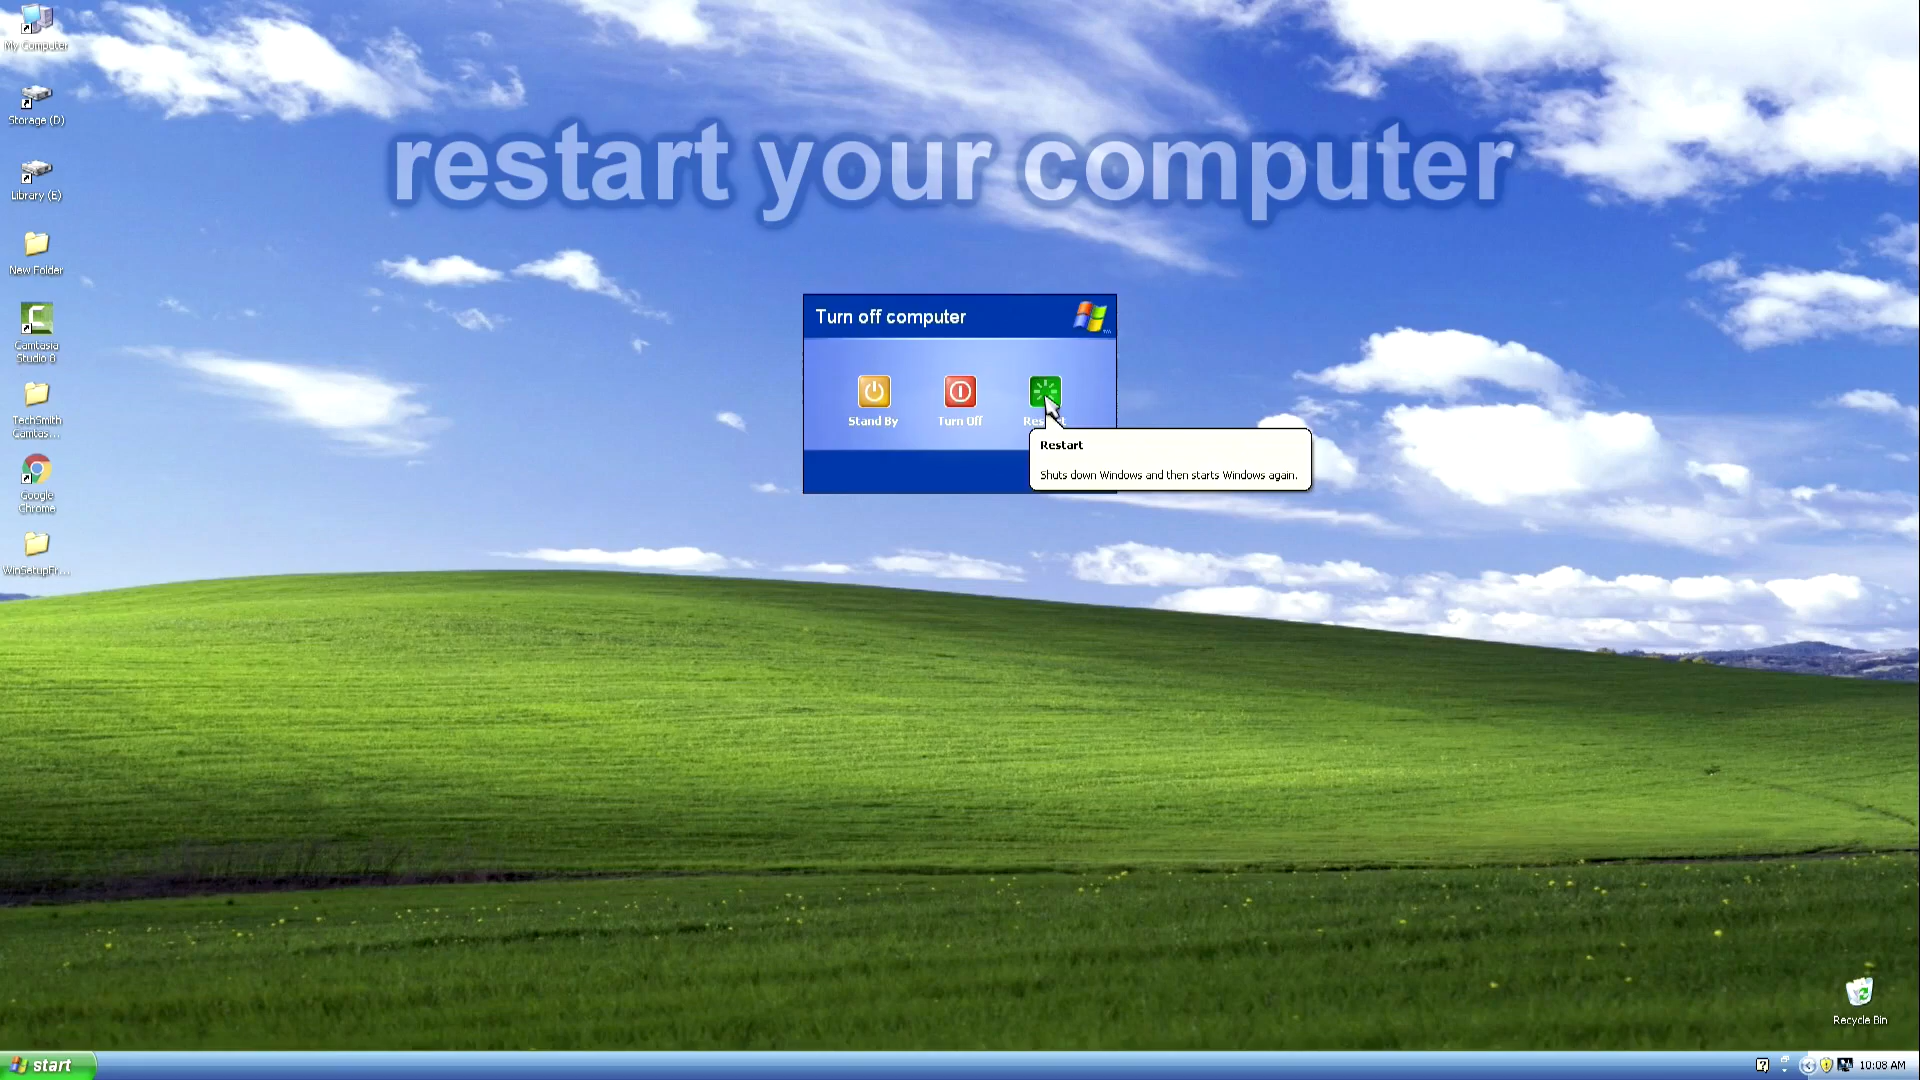 My Computer
Storage (D)
Library (E)
New Folder
Camtasia
Studio 8
TechSmith
Camtas...
Google
Chrome
WinSetupFr...
restart your computer
Turn off computer
Stand By
Turn Off
Restart
Shuts down Windows and then starts Windows again.
Recycle Bin
start
10:08 AM